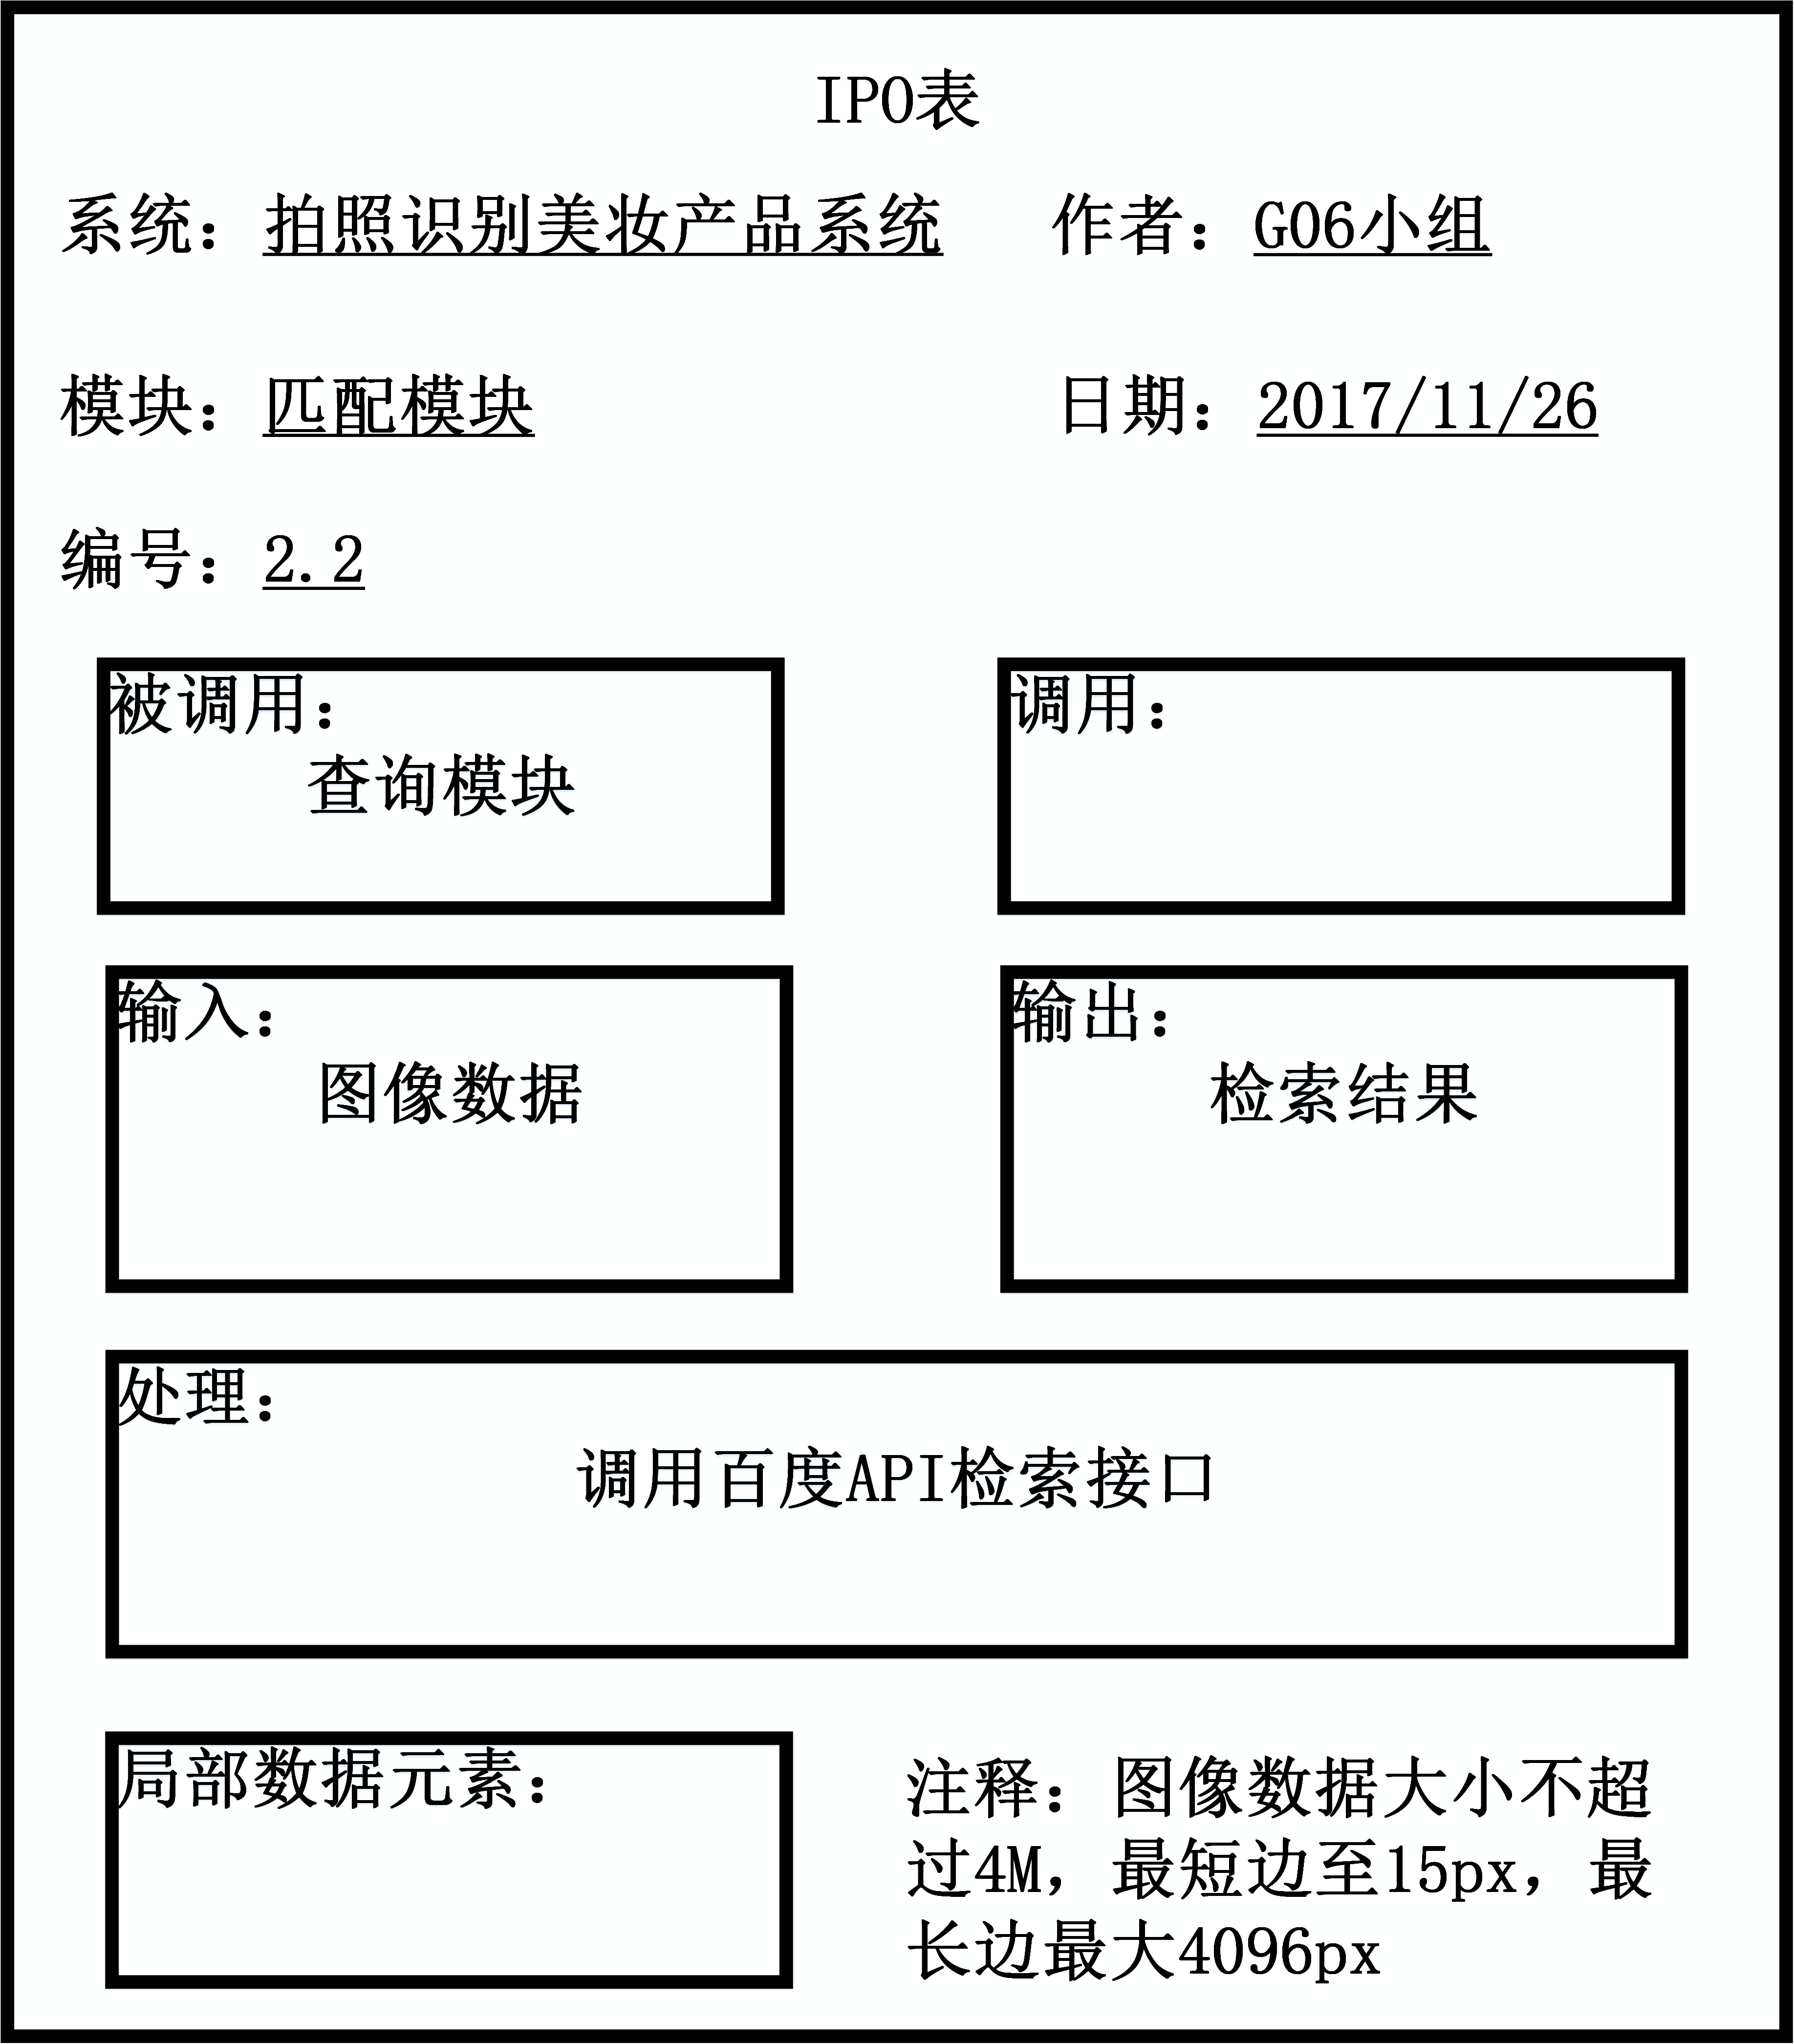 IPO表
系统：拍照识别美妆产品系统 作者：G06小组
模块：匹配模块 日期：2017/11/26
编号：2.2
被调用：
查询模块
调用：
输入：
图像数据
输出：
检索结果
处理：
调用百度API检索接口
局部数据元素：
注释：图像数据大小不超
过4M，最短边至15px，最
长边最大4096px